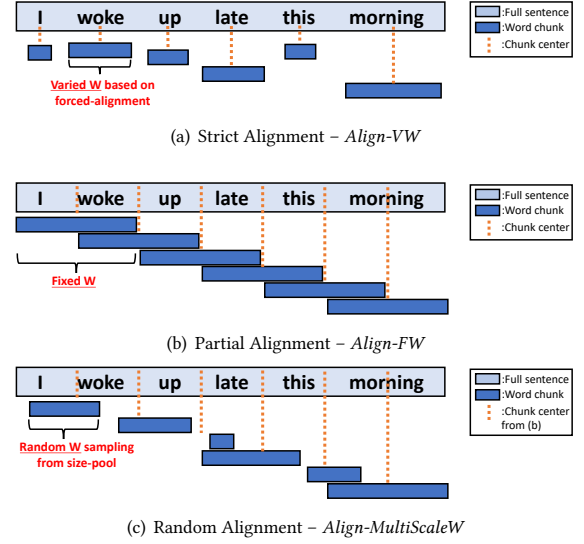 I woke up late this morning
:Full sentence
:Word chunk
:Chunk center
Varied W based on
forced-alignment
(a) Strict Alignment – Align-VW
I woke up late this morning
:Full sentence
:Word chunk
:Chunk center
Fixed W
(b) Partial Alignment – Align-FW
I woke up late this morning
:Full sentence
:Word chunk
:Chunk center
from (b)
Random W sampling
from size-pool
(c) Random Alignment – Align-MultiScaleW